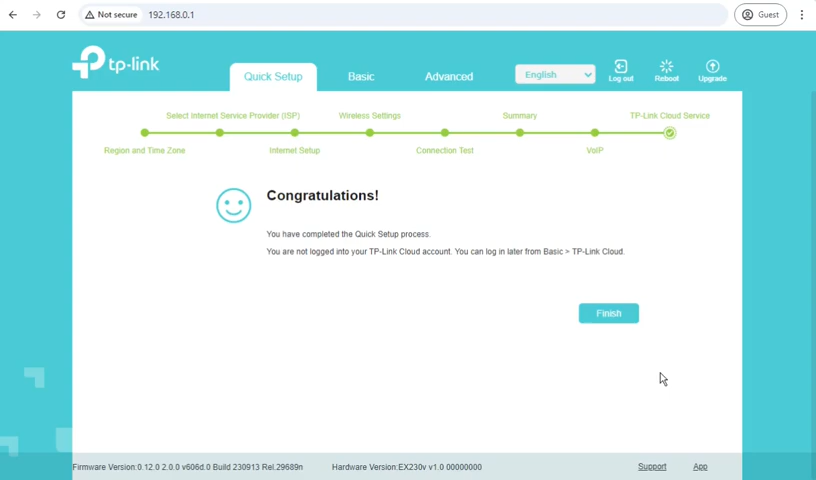 Not secure 192.168.0.1 Guest
tp-link
Quick Setup Basic Advanced English Log out Reboot Upgrade
Select Internet Service Provider (ISP) Wireless Settings Summary TP-Link Cloud Service
Region and Time Zone Internet Setup Connection Test VoIP
Congratulations!
You have completed the Quick Setup process.
You are not logged into your TP-Link Cloud account. You can log in later from Basic > TP-Link Cloud.
Finish
Firmware Version:0.12.0 2.0.0 v606d.0 Build 230913 Rel.29689n Hardware Version:EX230v v1.0 00000000 Support App